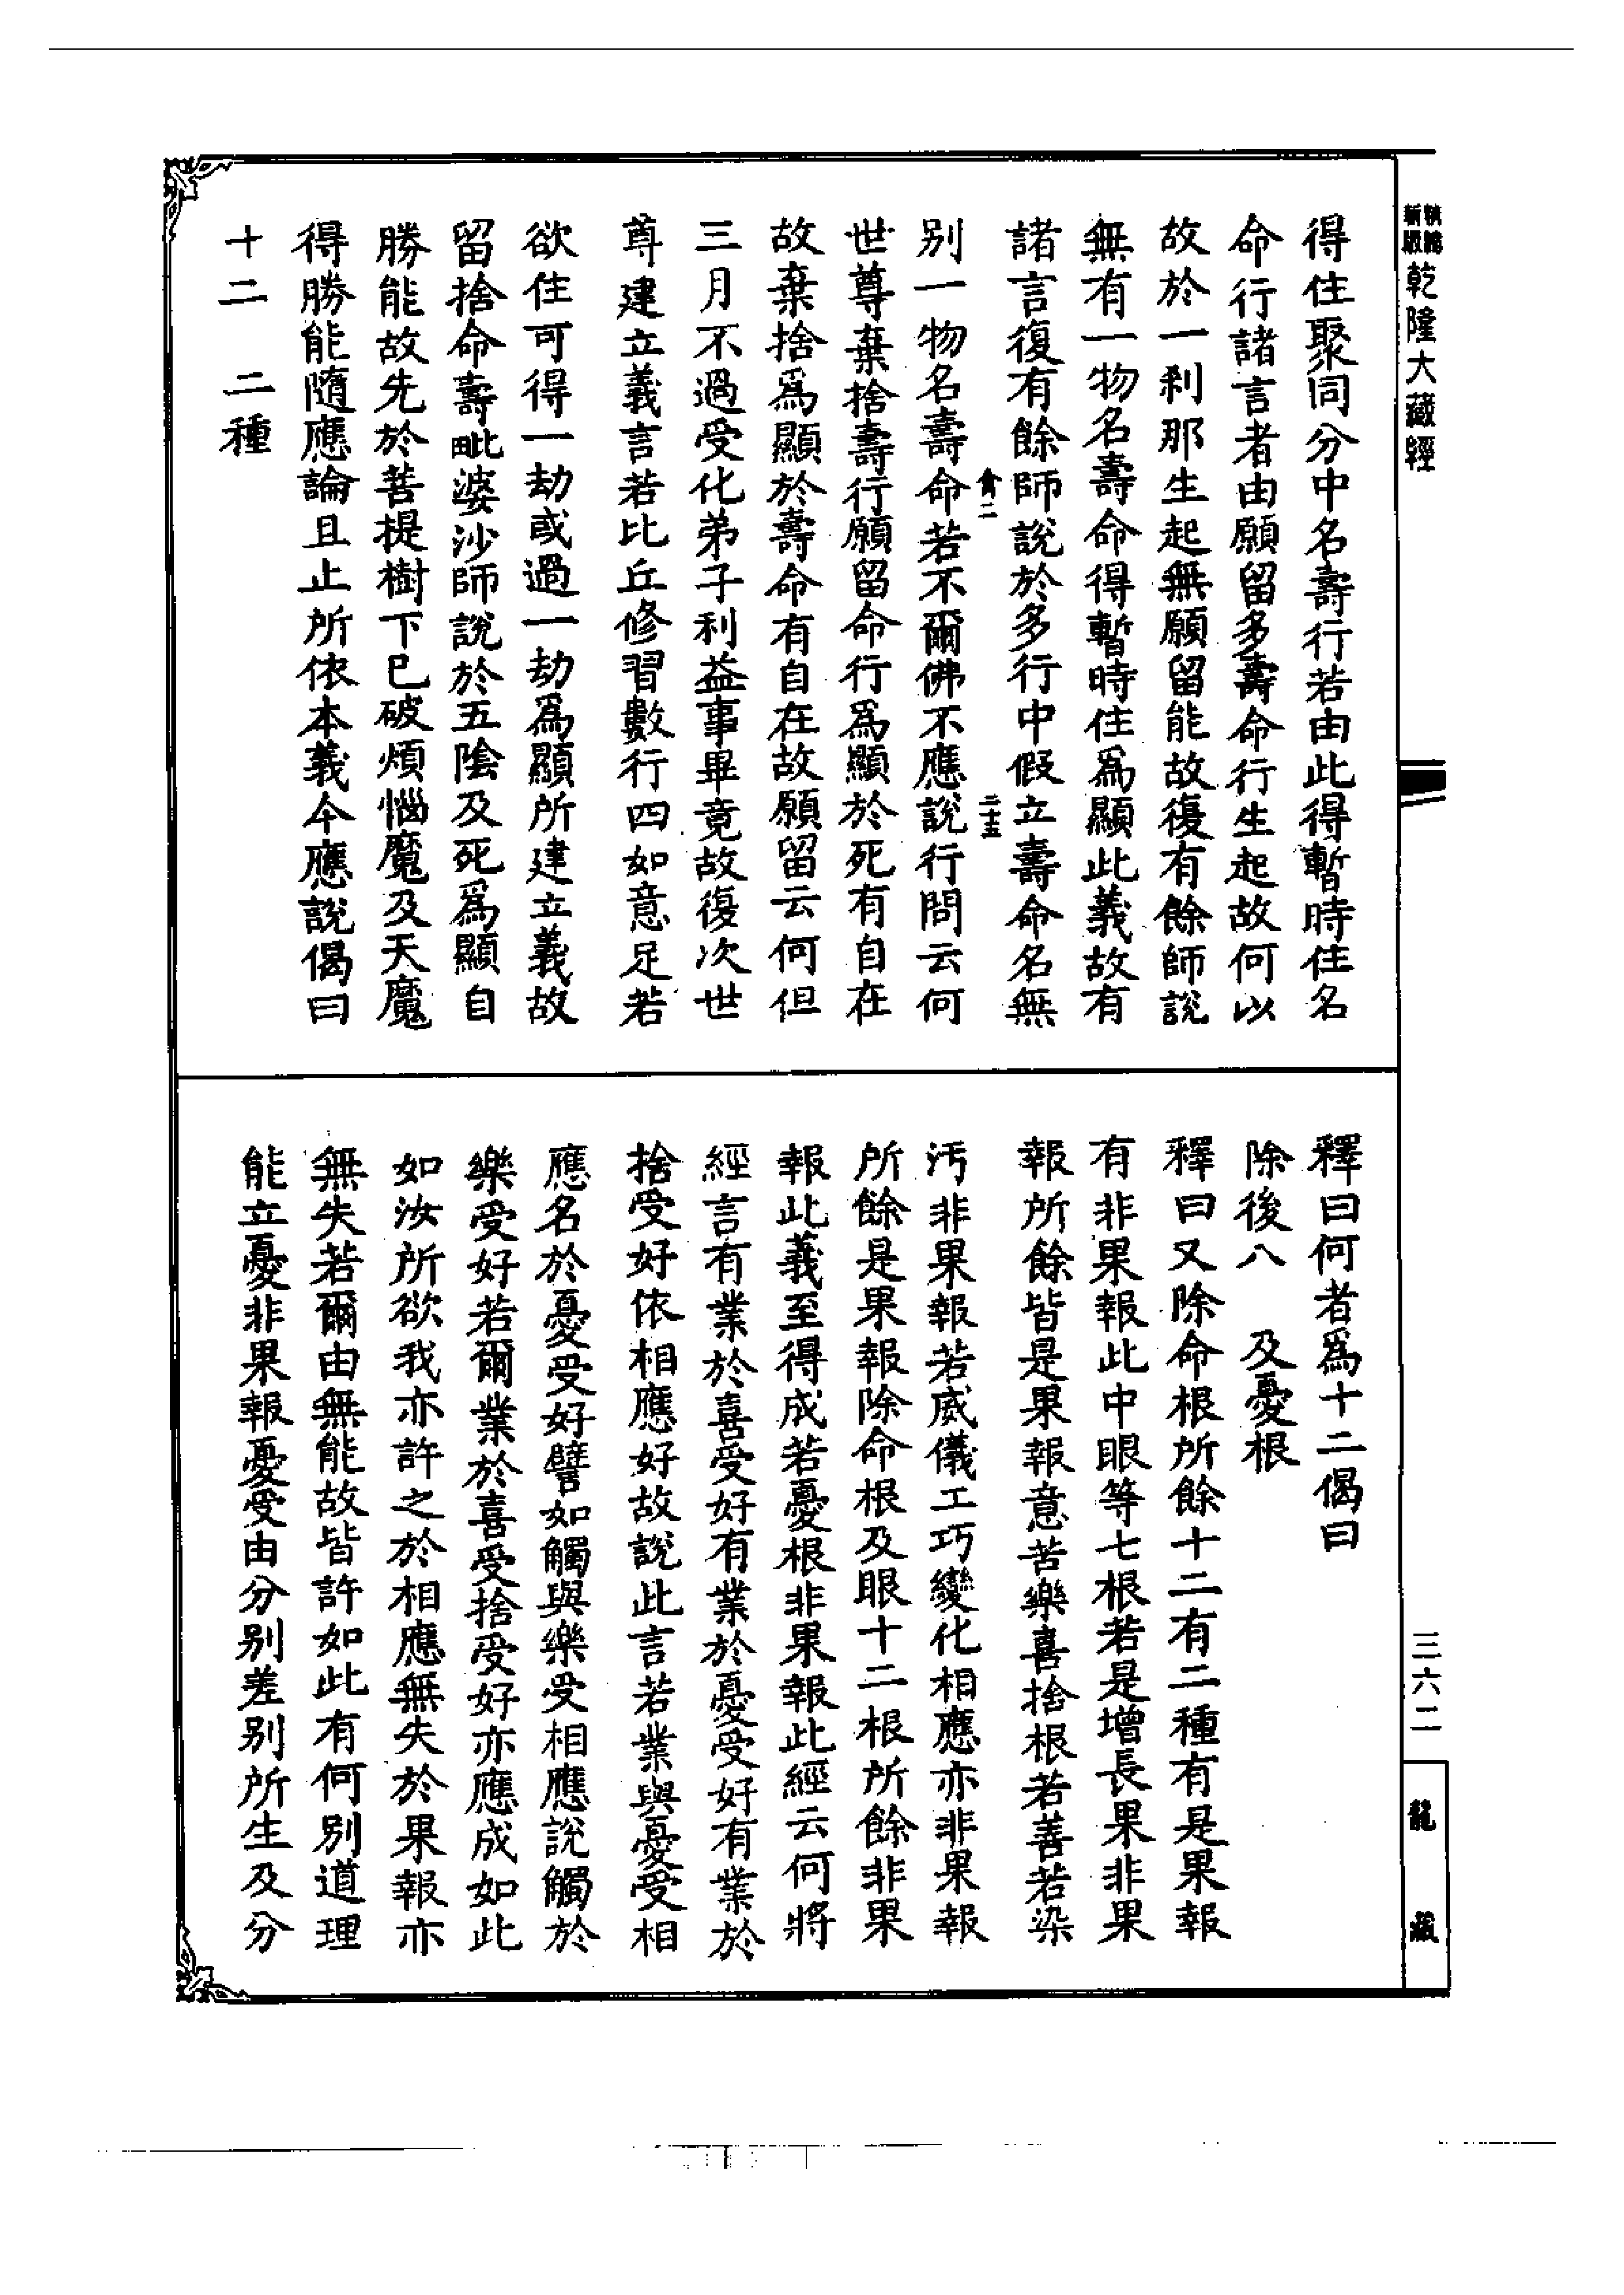 新編
縮版
乾隆大藏經
得住聚同分中名壽行若由此得暫時住名
命行諸言者由願留多壽命行生起故何以
故於一刹那生起無願留能故復有餘師說
無有一物名壽命得暫時住爲顯此義故有
諸言復有餘師說於多行中假立壽命名無
二十五
別一物名壽命若不爾佛不應說行問云何
世尊棄捨壽行願留命行爲顯於死有自在
故棄捨爲顯於壽命有自在故願留云何但
三月不過受化弟子利益事畢竟故復次世
尊建立義言若比丘修習數行四如意足若
欲住可得一劫或過一劫爲顯所建立義故
留捨命壽毗婆沙師說於五陰及死爲顯自
勝能故先於菩提樹下已破煩惱魔及天魔
得勝能隨應論且止所依本義今應說偈曰
十二　二種
釋曰何者爲十二偈曰
除後八　及憂根
釋曰又除命根所餘十二有二種有是果報
有非果報此中眼等七根若是增長果非果
報所餘皆是果報意苦樂喜捨根若善若染
汚非果報若威儀工巧變化相應亦非果報
所餘是果報除命根及眼十二根所餘非果
報此義至得成若憂根非果報此經云何將
經言有業於喜受好有業於憂受好有業於
捨受好依相應好故說此言若業與憂受相
應名於憂受好譬如觸與樂受相應說觸於
樂受好若爾業於喜受捨受好亦應成如此
如汝所欲我亦許之於相應無失於果報亦
無失若爾由無能故皆許如此有何別道理
能立憂非果報憂受由分別差別所生及分
三六二
龍藏